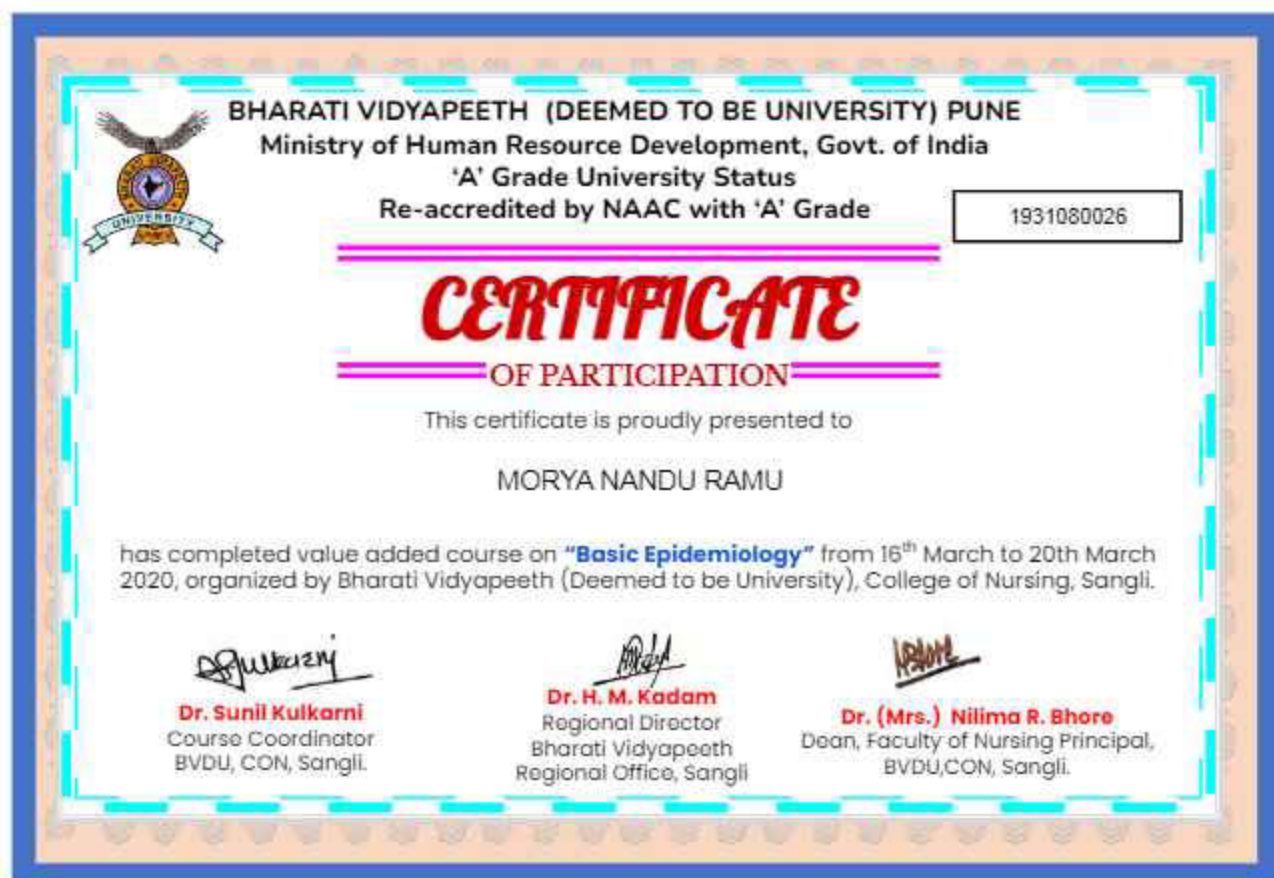 BHARATI VIDYAPEETH (DEEMED TO BE UNIVERSITY) PUNE
Ministry of Human Resource Development, Govt. of India
‘A’ Grade University Status
Re-accredited by NAAC with ‘A’ Grade
1931080026
UNIVERSITY
CERTIFICATE
OF PARTICIPATION
This certificate is proudly presented to
MORYA NANDU RAMU
has completed value added course on "Basic Epidemiology" from 16th March to 20th March
2020, organized by Bharati Vidyapeeth (Deemed to be University), College of Nursing, Sangli.
Dr. Sunil Kulkarni
Course Coordinator
BVDU, CON, Sangli.
Dr. H. M. Kadam
Regional Director
Bharati Vidyapeeth
Regional Office, Sangli
Dr. (Mrs.) Nilima R. Bhore
Dean, Faculty of Nursing Principal,
BVDU,CON, Sangli.